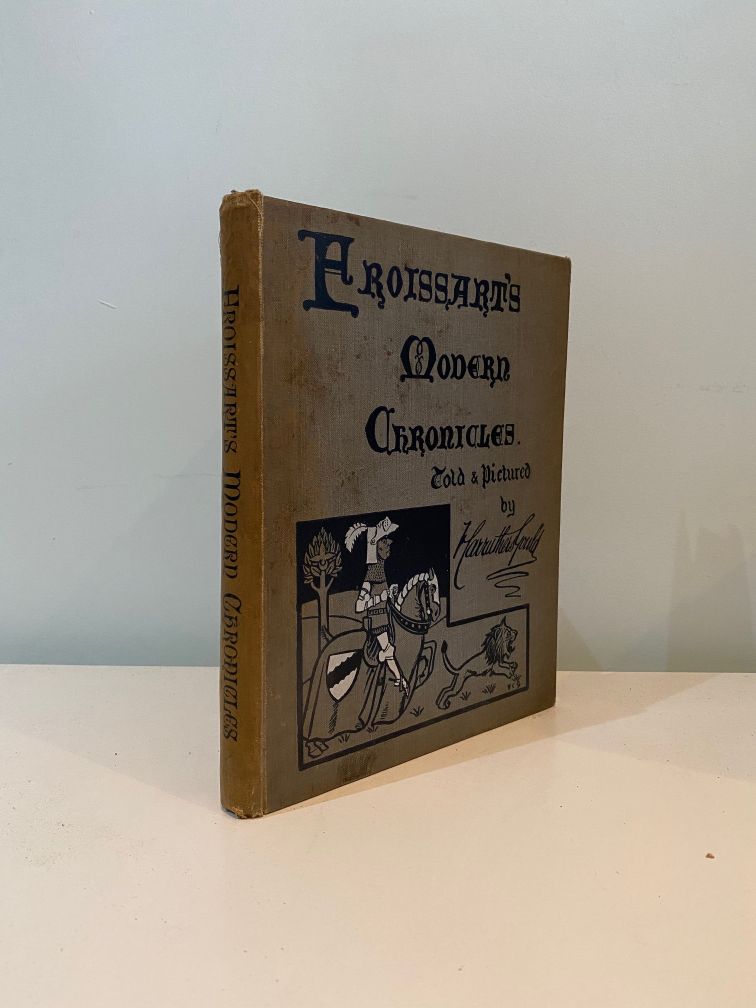 FROISSART'S MODERN CHRONICLES
FROISSART'S
MODERN
CHRONICLES.
Told & Pictured
by
F Carruthers Gould
F C G